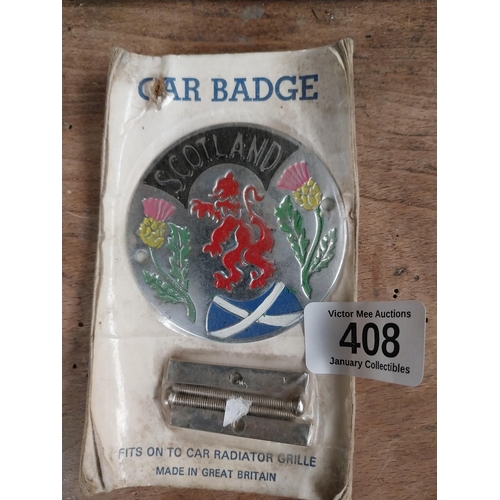 CAR BADGE
SCOTLAND
Victor Mee Auctions
408
January Collectibles
FITS ON TO CAR RADIATOR GRILLE
MADE IN GREAT BRITAIN